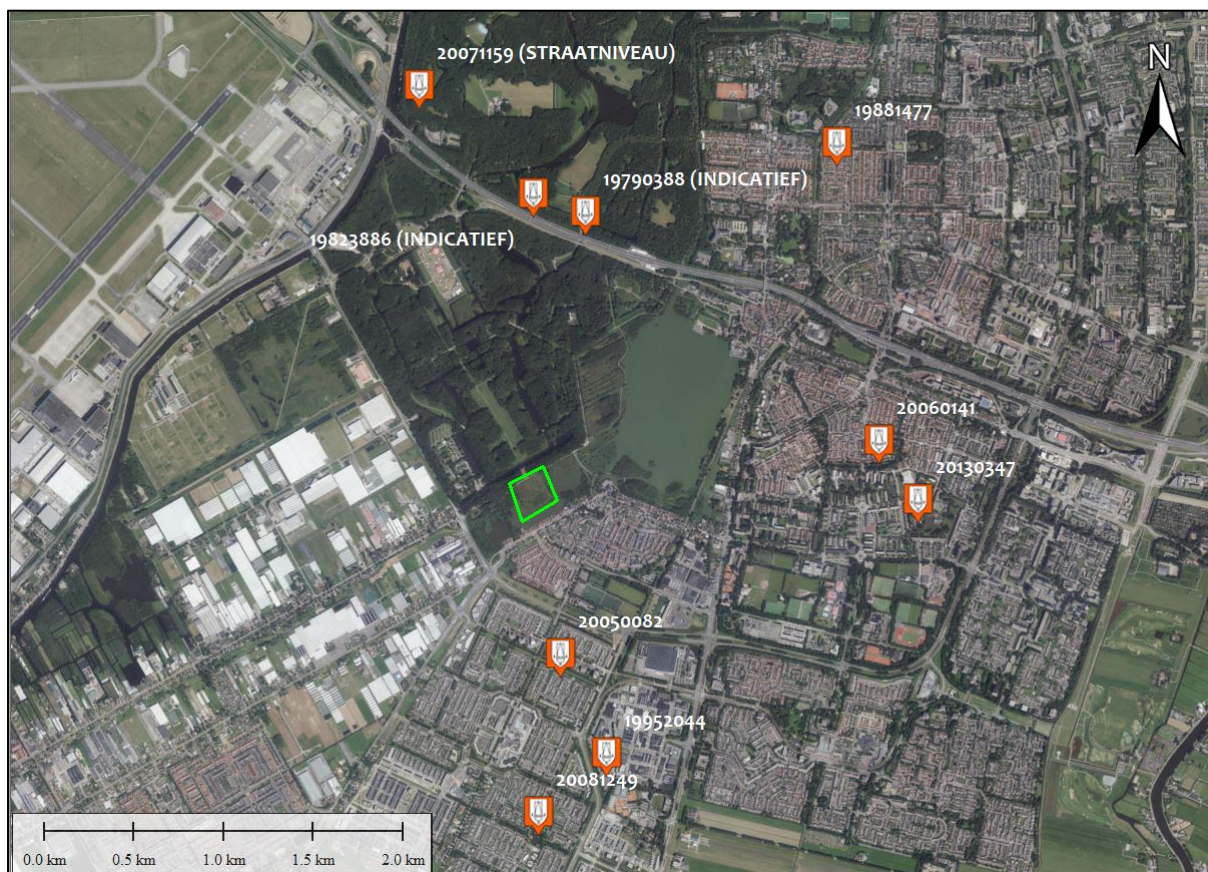 20071159 (STRAATNIVEAU)
N
19881477
19790388 (INDICATIEF)
19823886 (INDICATIEF)
20060141
20130347
20050082
19952044
20081249
0.0 km 0.5 km 1.0 km 1.5 km 2.0 km